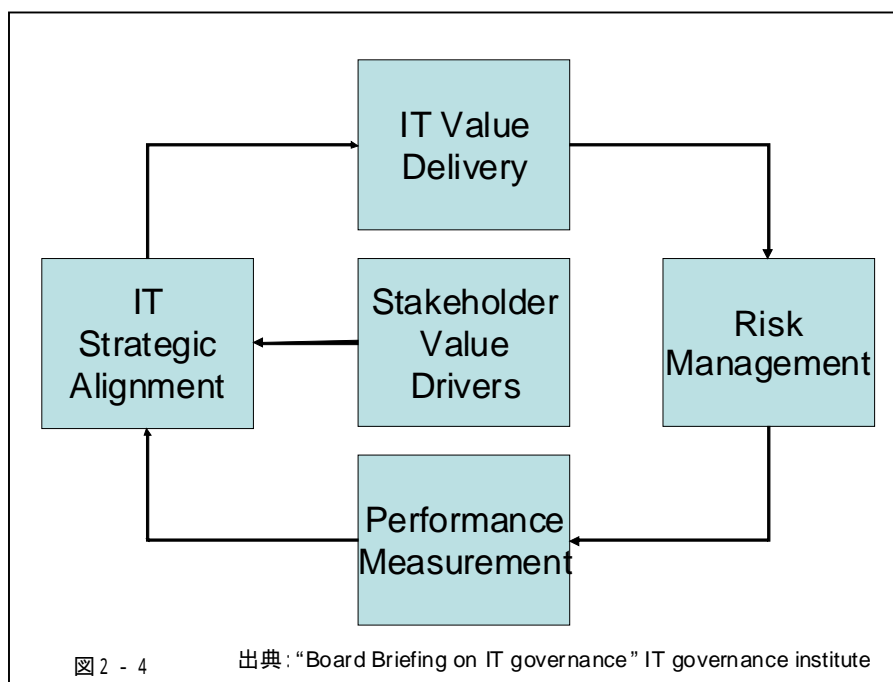 IT Value
Delivery
IT
Strategic
Alignment
Stakeholder
Value
Drivers
Risk
Management
Performance
Measurement
図2 - 4
出典:“Board Briefing on IT governance” IT governance institute